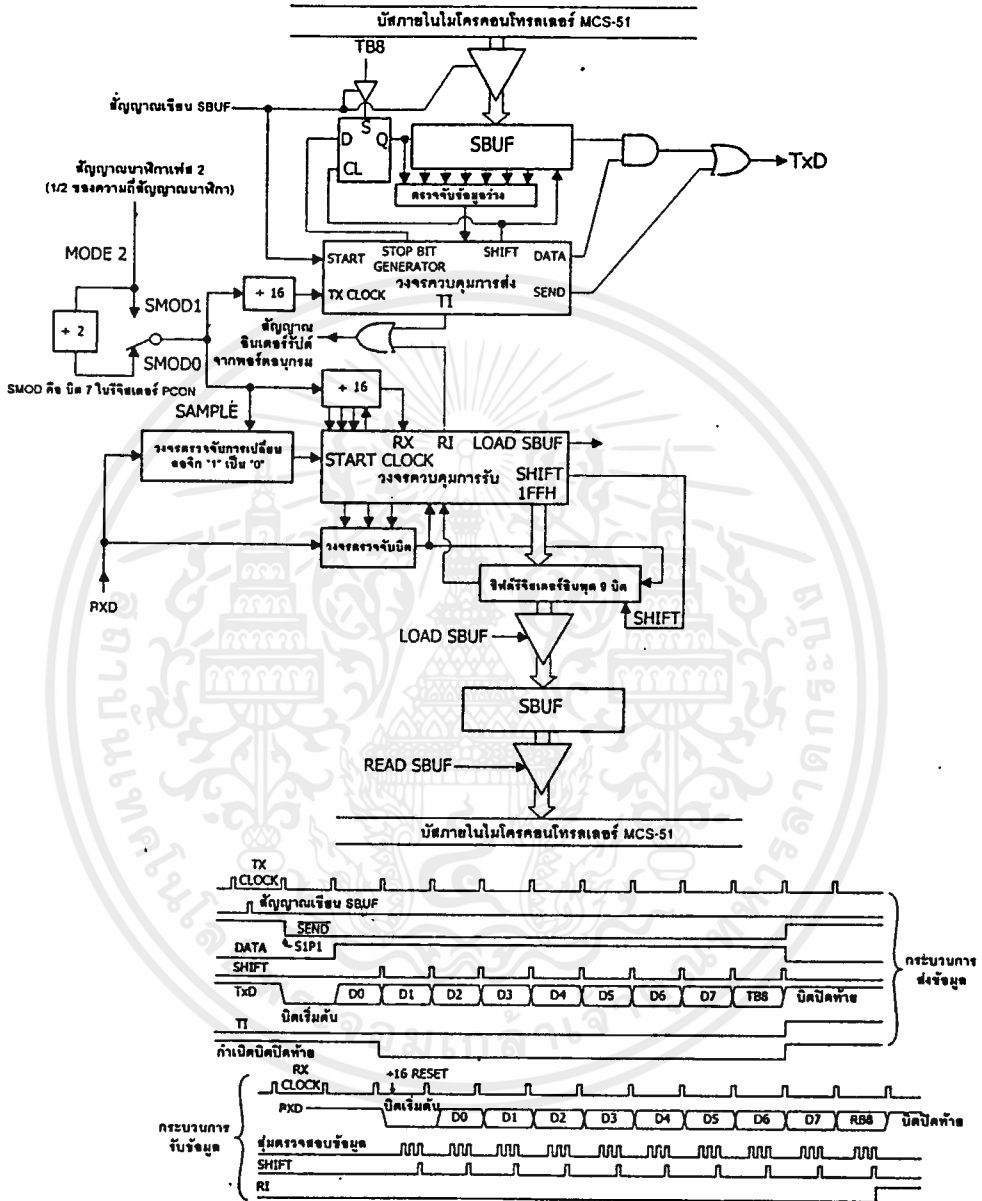 บัสภายในไมโครคอนโทรลเลอร์ MCS-51
TB8
สัญญาณเขียน SBUF
S
D Q
CL
SBUF
TxD
สัญญาณนาฬิกาเฟส 2
(1/2 ของความถี่สัญญาณนาฬิกา)
ตรวจจับข้อมูลว่าง
MODE 2
START
STOP BIT GENERATOR
SHIFT
DATA
วงจรควบคุมการส่ง
SEND
TX CLOCK
TI
÷ 16
SMOD1
÷ 2
SMOD0
สัญญาณ
อินเตอร์รัปต์
จากพอร์ตอนุกรม
SMOD คือ บิต 7 ในรีจิสเตอร์ PCON
÷ 16
SAMPLE
วงจรตรวจจับการเปลี่ยน
ลอจิก "1" เป็น "0"
RX RI LOAD SBUF
START CLOCK
SHIFT
วงจรควบคุมการรับ
1FFH
วงจรตรวจจับบิต
RXD
ชิฟต์รีจิสเตอร์อินพุต 9 บิต
SHIFT
LOAD SBUF
SBUF
READ SBUF
บัสภายในไมโครคอนโทรลเลอร์ MCS-51
TX
CLOCK
สัญญาณเขียน SBUF
SEND
DATA
S1P1
SHIFT
TxD D0 D1 D2 D3 D4 D5 D6 D7 TB8 บิตปิดท้าย
บิตเริ่มต้น
TI
กำเนิดบิตปิดท้าย
กระบวนการ
ส่งข้อมูล
RX
CLOCK
÷16 RESET
RXD บิตเริ่มต้น D0 D1 D2 D3 D4 D5 D6 D7 RB8 บิตปิดท้าย
สุ่มตรวจสอบข้อมูล
SHIFT
RI
กระบวนการ
รับข้อมูล